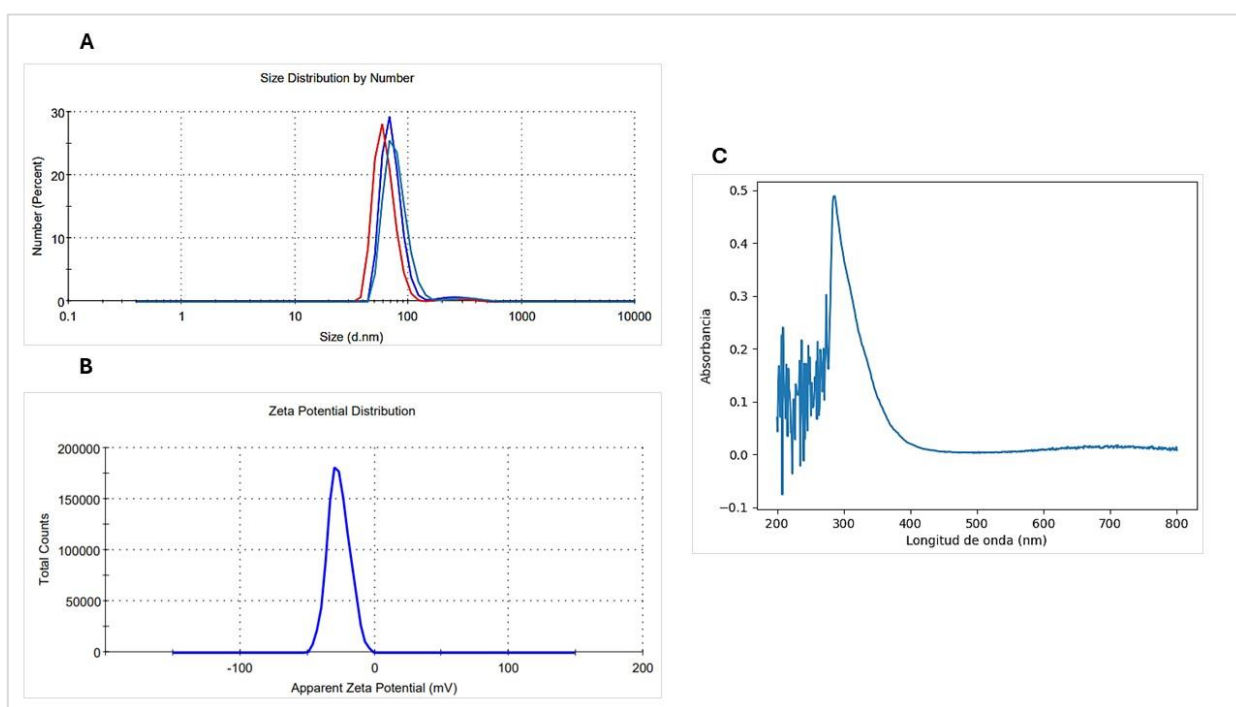 A
Size Distribution by Number
30
20
10
0
Number (Percent)
0.1 1 10 100 1000 10000
Size (d.nm)
B
Zeta Potential Distribution
200000
150000
100000
50000
0
Total Counts
-100 0 100 200
Apparent Zeta Potential (mV)
C
0.5
0.4
0.3
0.2
0.1
0.0
−0.1
Absorbancia
200 300 400 500 600 700 800
Longitud de onda (nm)